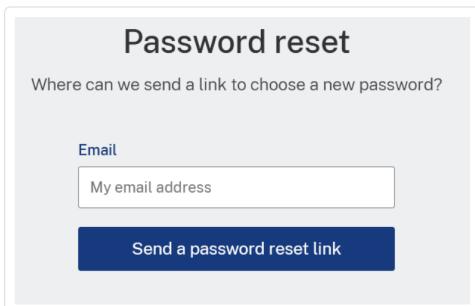 Password reset
Where can we send a link to choose a new password?
Email
My email address
Send a password reset link